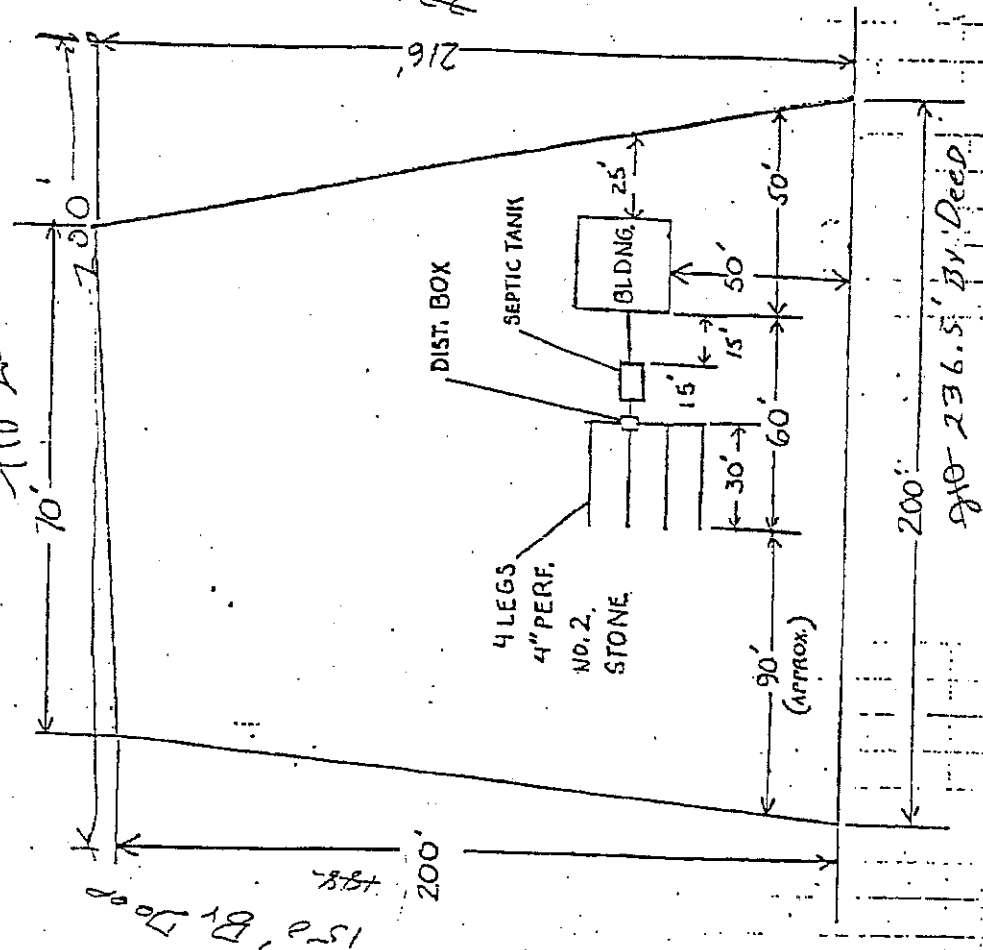 216'
70'
25'
50'
BLDNG.
SEPTIC TANK
DIST. BOX
50'
15'
15'
60'
30'
4 LEGS
4" PERF.
NO. 2.
STONE
90'
(APPROX.)
200'
200'
236.5' By Deed